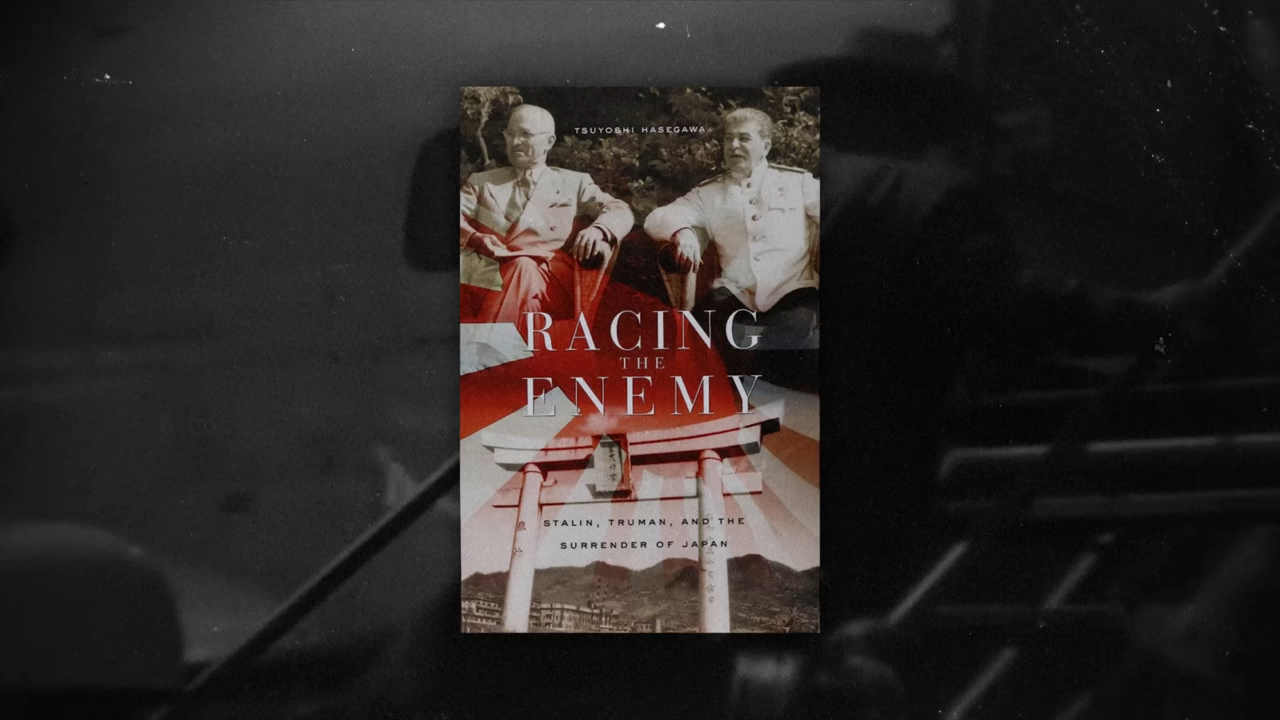 TSUYOSHI HASEGAWA
RACING
THE
ENEMY
STALIN, TRUMAN, AND THE
SURRENDER OF JAPAN